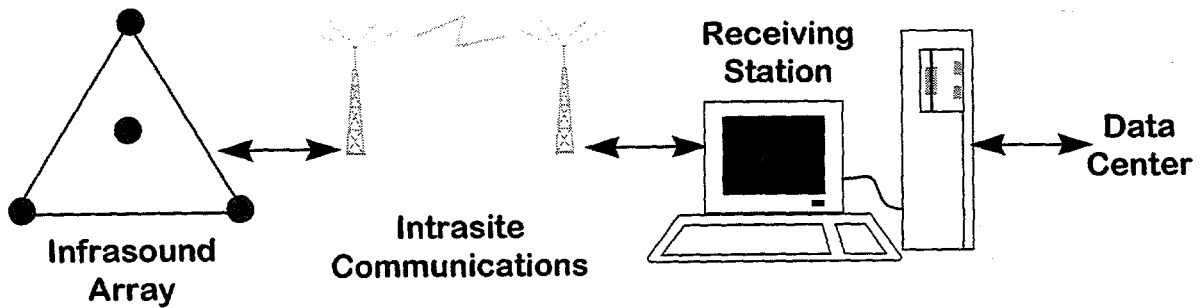 Infrasound
Array
Intrasite
Communications
Receiving
Station
Data
Center